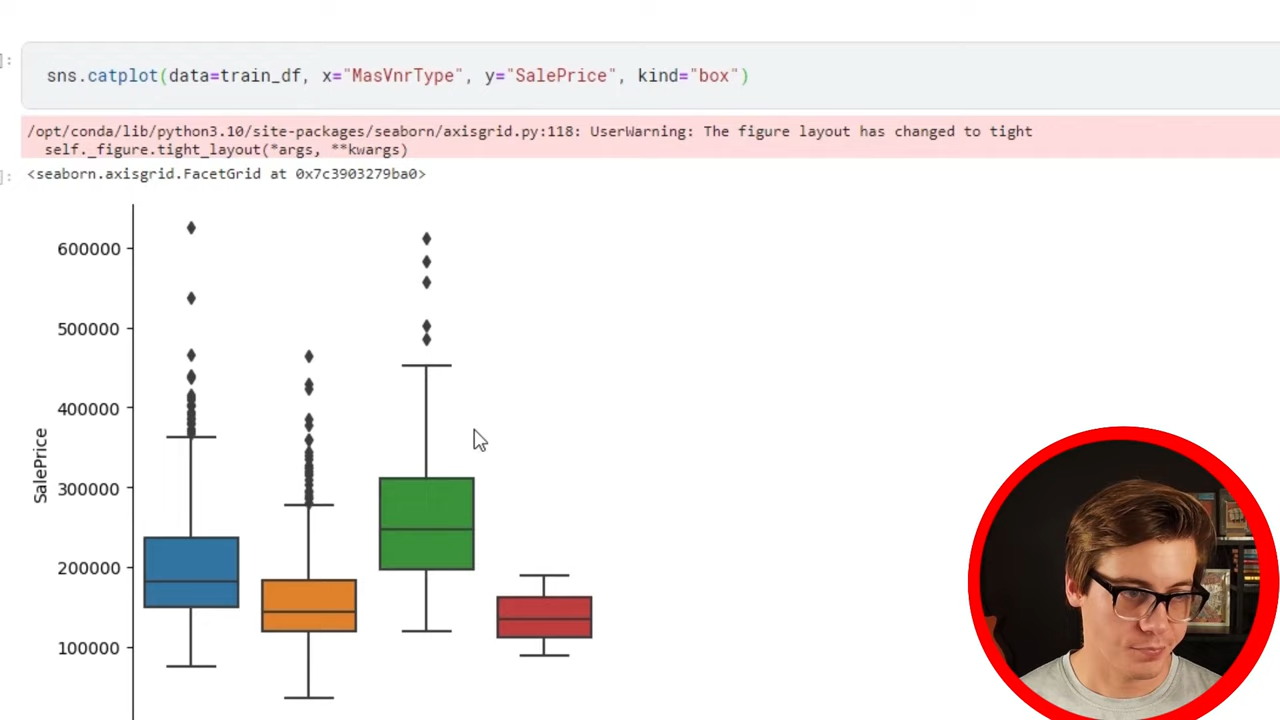 ]:
sns.catplot(data=train_df, x="MasVnrType", y="SalePrice", kind="box")
/opt/conda/lib/python3.10/site-packages/seaborn/axisgrid.py:118: UserWarning: The figure layout has changed to tight
self._figure.tight_layout(*args, **kwargs)
]:
<seaborn.axisgrid.FacetGrid at 0x7c3903279ba0>
600000
500000
400000
300000
200000
100000
SalePrice